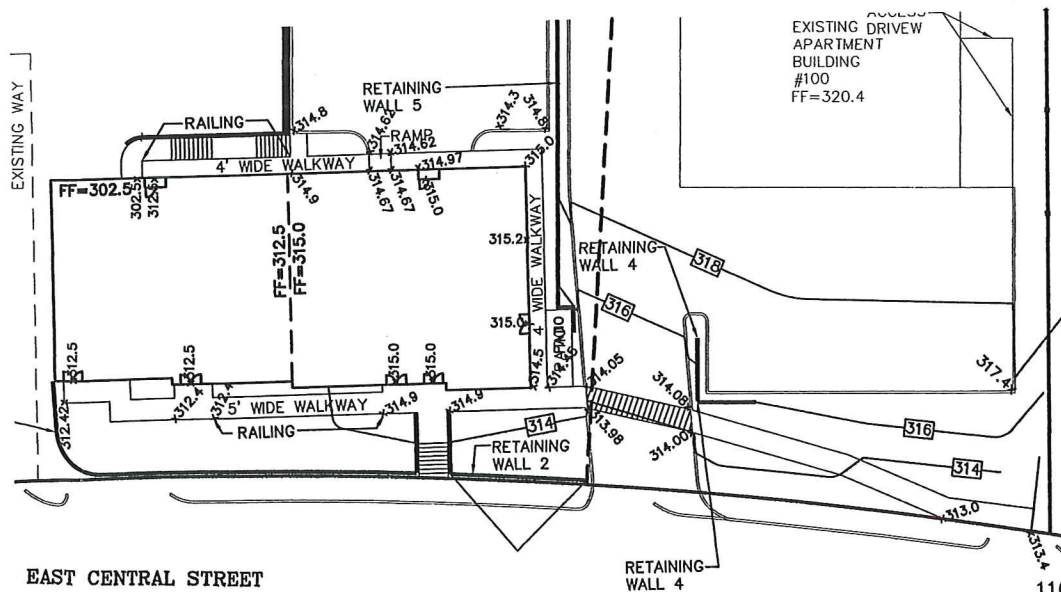 ACCESS
EXISTING DRIVEW
APARTMENT
BUILDING
#100
FF=320.4
EXISTING WAY
RETAINING
WALL 5
RAILING
314.8
314.62
RAMP
314.62
314.3
314.8
315.0
4' WIDE WALKWAY
314.97
FF=302.5
302.5
312.5
314.9
314.67
314.67
315.0
FF=312.5
FF=315.0
315.2
4' WIDE WALKWAY
RETAINING
WALL 4
318
316
315.0
PATIO
312.5
312.5
315.0
315.0
314.5
314.05
314.08
317.4
312.42
312.4
312.4
5' WIDE WALKWAY
314.9
314.9
RAILING
314
313.98
314.00
316
314
RETAINING
WALL 2
313.0
313.4
EAST CENTRAL STREET
RETAINING
WALL 4